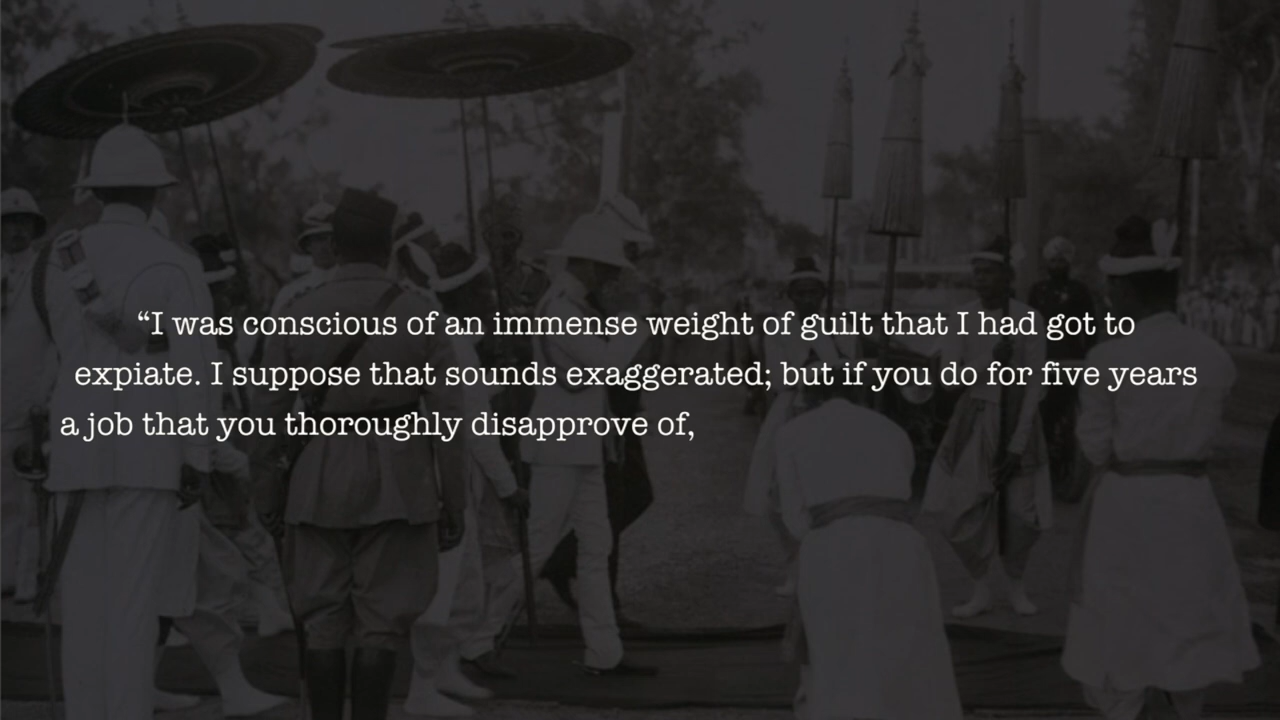 “I was conscious of an immense weight of guilt that I had got to
expiate. I suppose that sounds exaggerated; but if you do for five years
a job that you thoroughly disapprove of,